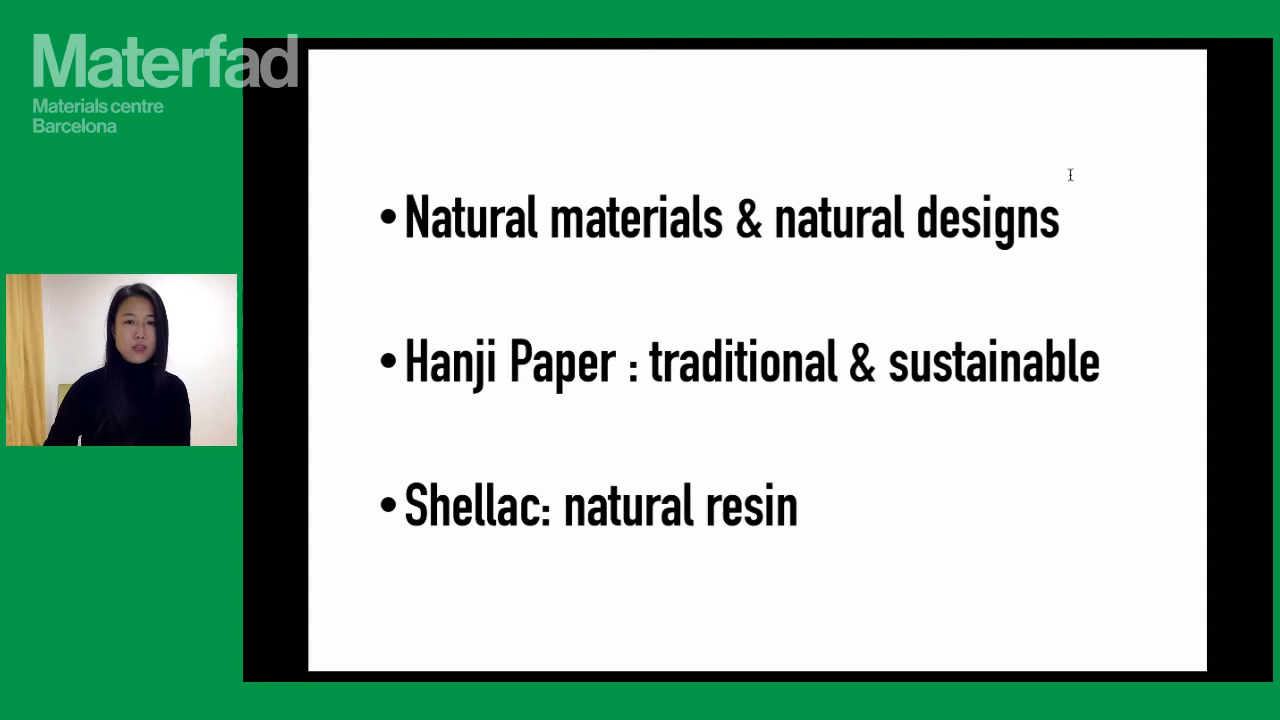 Materfad
Materials centre
Barcelona
•Natural materials & natural designs
•Hanji Paper : traditional & sustainable
•Shellac: natural resin